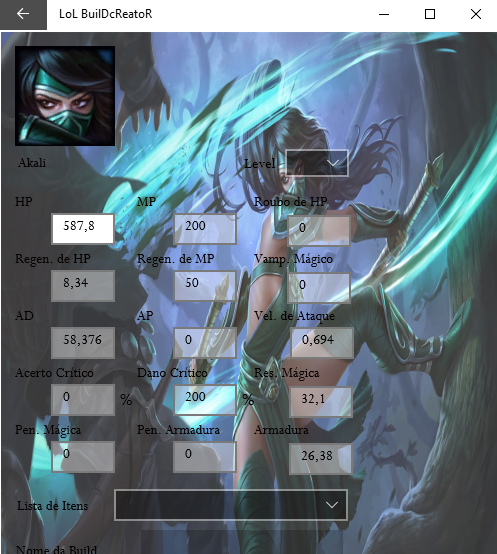 LoL BuilDcReatoR
Akali Level
HP MP Roubo de HP
587,8 200 0
Regen. de HP Regen. de MP Vamp. Mágico
8,34 50 0
AD AP Vel. de Ataque
58,376 0 0,694
Acerto Crítico Dano Crítico Res. Mágica
0 % 200 % 32,1
Pen. Mágica Pen. Armadura Armadura
0 0 26,38
Lista de Itens
Nome da Build